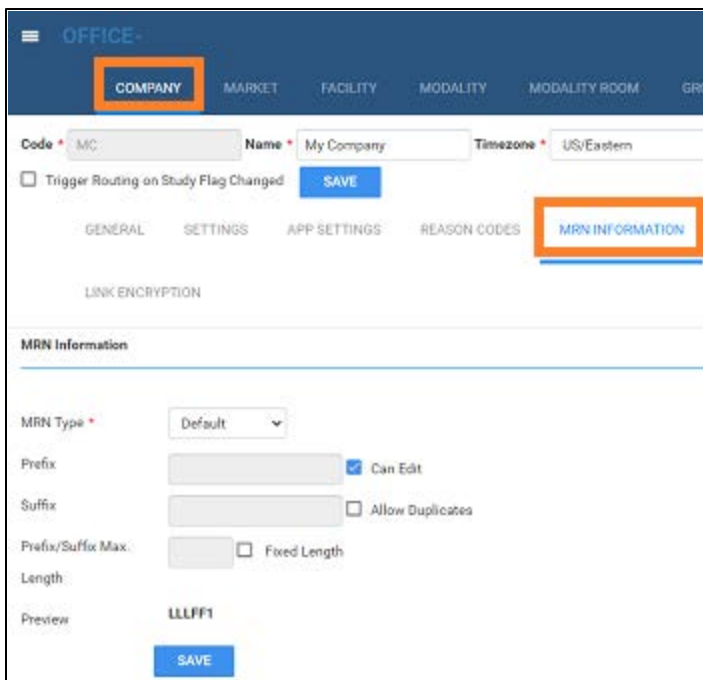 OFFICE-
COMPANY MARKET FACILITY MODALITY MODALITY ROOM GR
Code * MC Name * My Company Timezone * US/Eastern
Trigger Routing on Study Flag Changed SAVE
GENERAL SETTINGS APP SETTINGS REASON CODES MRN INFORMATION
LINK ENCRYPTION
MRN Information
MRN Type * Default
Prefix Can Edit
Suffix Allow Duplicates
Prefix/Suffix Max. Fixed Length
Length
Preview LLLFF1
SAVE